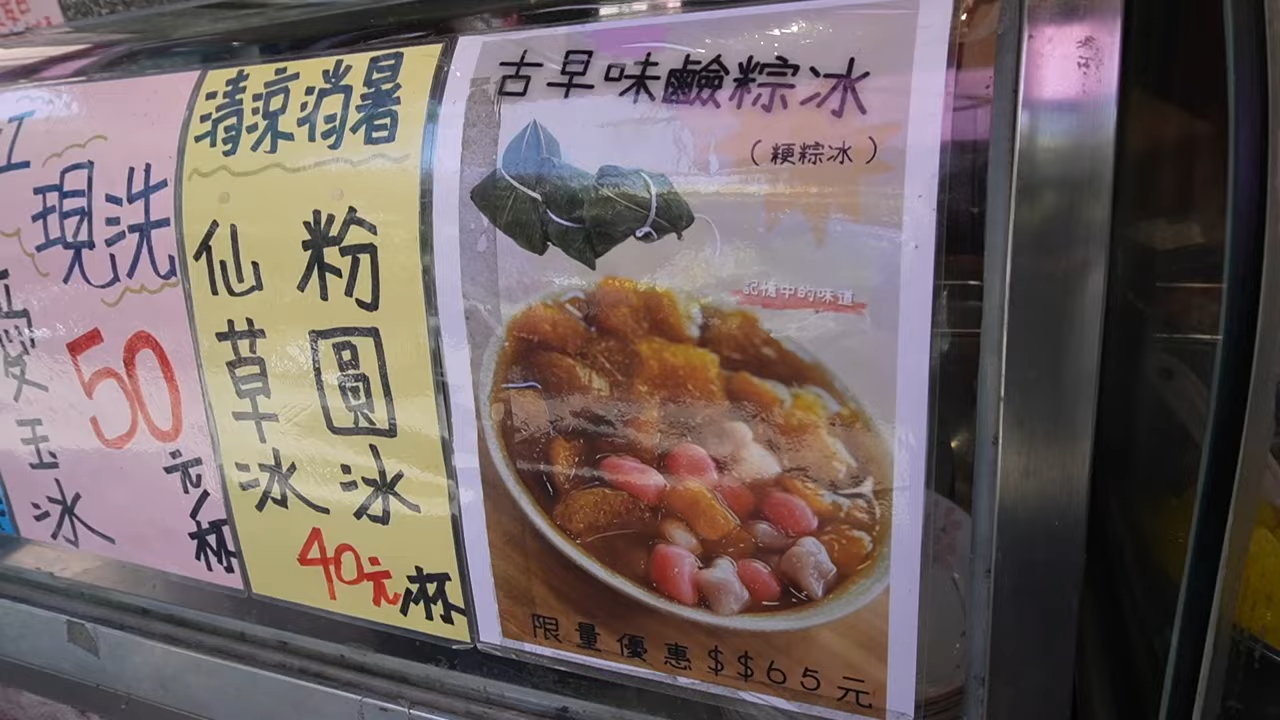 現洗
愛玉冰
50
元/杯
清涼消暑
粉圓冰
仙草冰
40元/杯
古早味鹼粽冰
(粳粽冰)
記憶中的味道
限量優惠$$65元